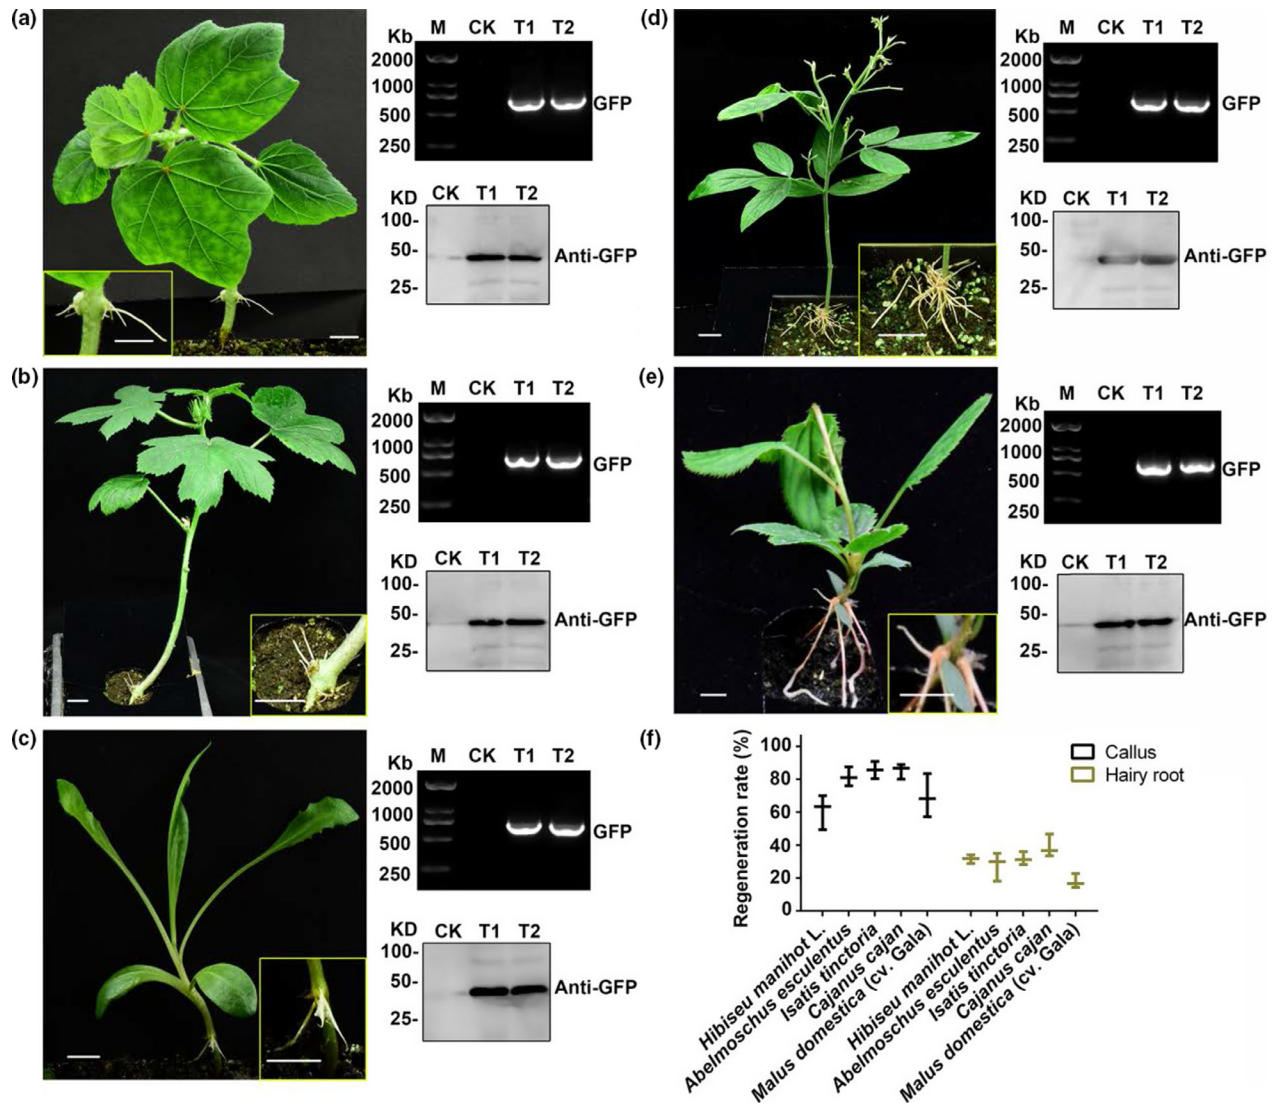 (a)
M CK T1 T2
Kb
2000
1000
500
250
GFP
KD CK T1 T2
100-
50-
25-
Anti-GFP
(b)
M CK T1 T2
Kb
2000
1000
500
250
GFP
KD CK T1 T2
100-
50-
25-
Anti-GFP
(c)
M CK T1 T2
Kb
2000
1000
500
250
GFP
KD CK T1 T2
100-
50-
25-
Anti-GFP
(d)
M CK T1 T2
Kb
2000
1000
500
250
GFP
KD CK T1 T2
100-
50-
25-
Anti-GFP
(e)
M CK T1 T2
Kb
2000
1000
500
250
GFP
KD CK T1 T2
100-
50-
25-
Anti-GFP
(f)
Regeneration rate (%)
100
80
60
40
20
0
Callus
Hairy root
Hibiseu manihot L.
Abelmoschus esculentus
Isatis tinctoria
Cajanus cajan
Malus domestica (cv. Gala)
Hibiseu manihot L.
Abelmoschus esculentus
Isatis tinctoria
Cajanus cajan
Malus domestica (cv. Gala)